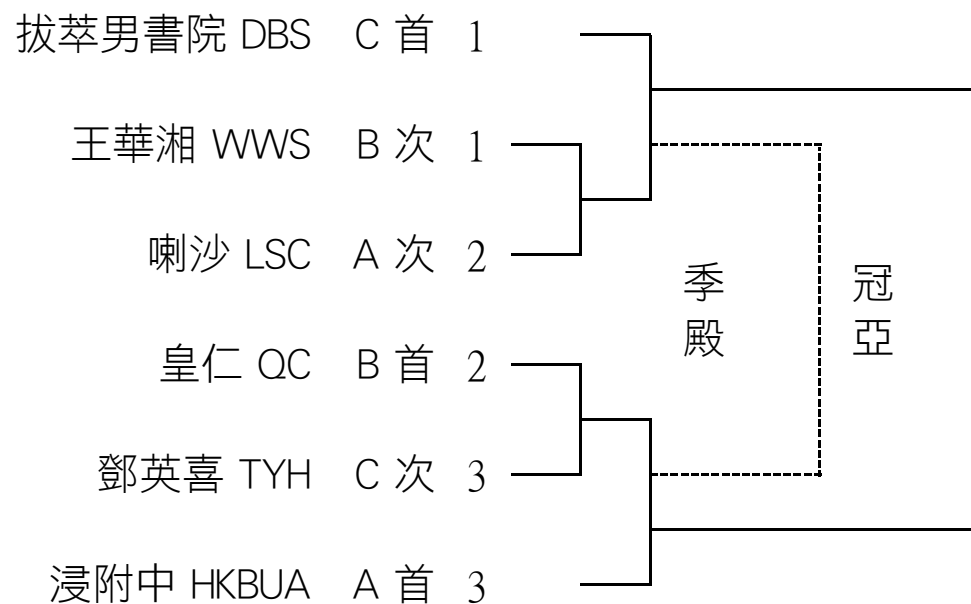 拔萃男書院 DBS C 首 1
王華湘 WWS B 次 1
喇沙 LSC A 次 2
季殿
冠亞
皇仁 QC B 首 2
鄧英喜 TYH C 次 3
浸附中 HKBUA A 首 3